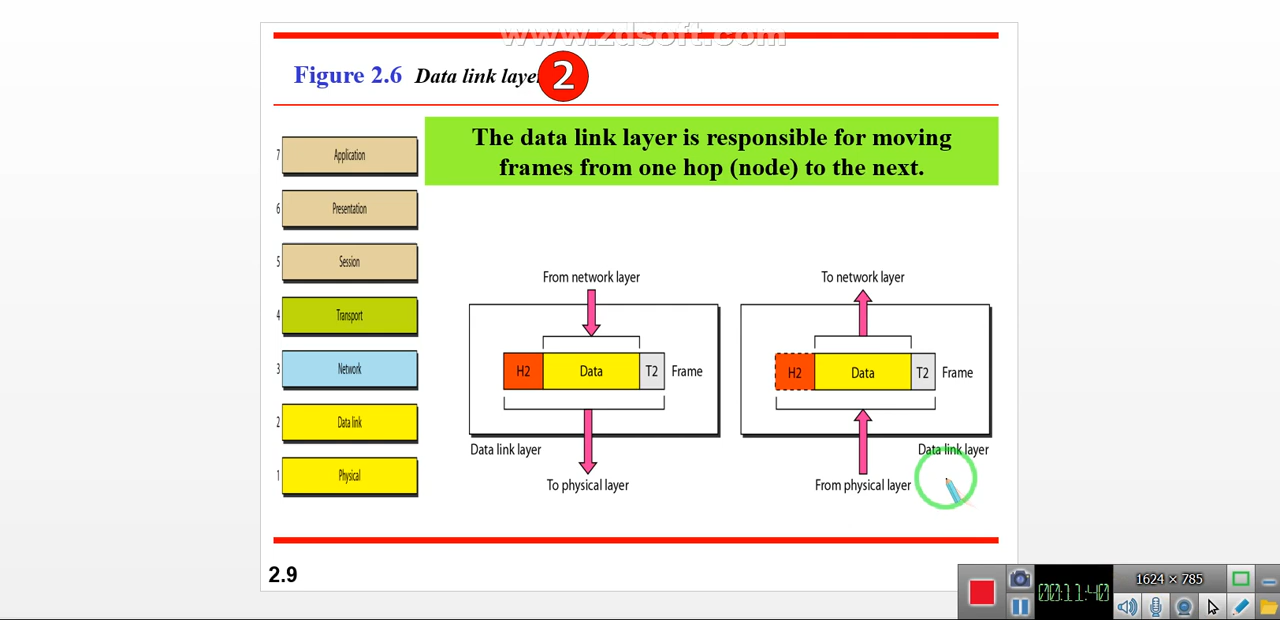 www.zdsoft.com
Figure 2.6 Data link layer
2
The data link layer is responsible for moving
frames from one hop (node) to the next.
7 Application
6 Presentation
5 Session
4 Transport
3 Network
2 Data link
1 Physical
From network layer
H2 Data T2 Frame
Data link layer
To physical layer
To network layer
H2 Data T2 Frame
Data link layer
From physical layer
2.9
1624 × 785
00:11:40